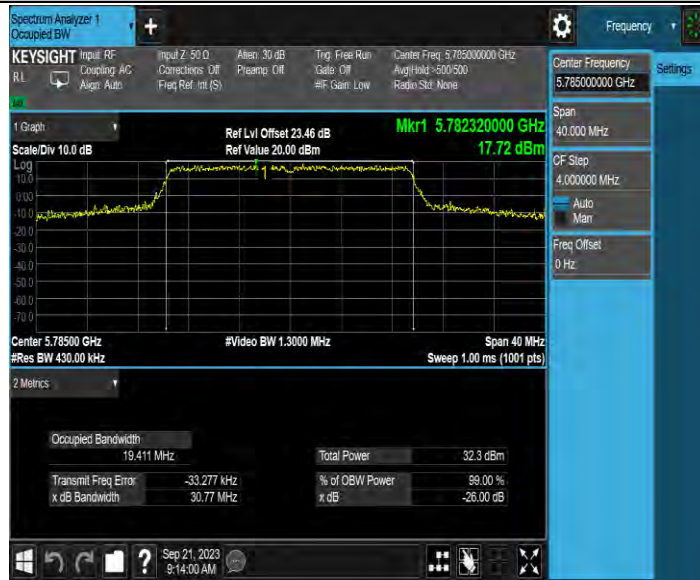 Spectrum Analyzer 1
Occupied BW
+
Frequency
KEYSIGHT Input: RF Input Z: 50 Ω Atten: 30 dB Trig: Free Run Center Freq: 5.785000000 GHz
RL Coupling: AC Corrections: Off Preamp: Off Gate: Off Avg|Hold:>500/500
Align: Auto Freq Ref: Int (S) #IF Gain: Low Radio Std: None
Center Frequency
5.785000000 GHz
Settings
Span
40.000 MHz
CF Step
4.000000 MHz
Auto
Man
Freq Offset
0 Hz
1 Graph
Ref Lvl Offset 23.46 dB
Mkr1 5.782320000 GHz
Scale/Div 10.0 dB
Ref Value 20.00 dBm
17.72 dBm
Log
10.0
0.00
-10.0
-20.0
-30.0
-40.0
-50.0
-60.0
-70.0
1
Center 5.78500 GHz #Video BW 1.3000 MHz Span 40 MHz
#Res BW 430.00 kHz Sweep 1.00 ms (1001 pts)
2 Metrics
Occupied Bandwidth
19.411 MHz
Total Power 32.3 dBm
Transmit Freq Error -33.277 kHz % of OBW Power 99.00 %
x dB Bandwidth 30.77 MHz x dB -26.00 dB
?
Sep 21, 2023
9:14:00 AM